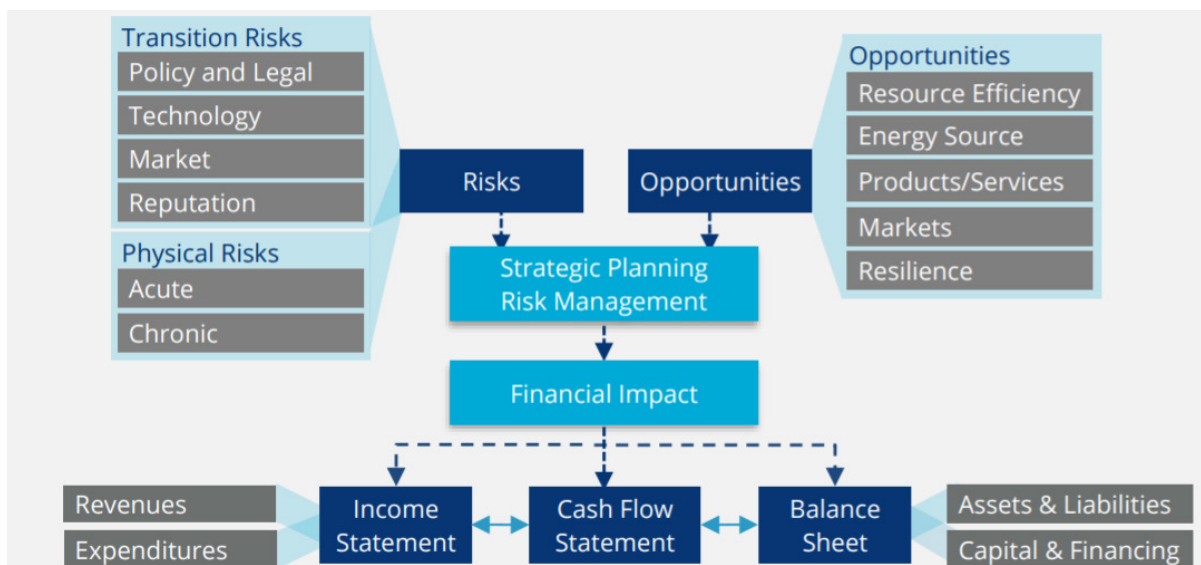 Transition Risks
Policy and Legal
Technology
Market
Reputation
Physical Risks
Acute
Chronic
Risks
Opportunities
Opportunities
Resource Efficiency
Energy Source
Products/Services
Markets
Resilience
Strategic Planning
Risk Management
Financial Impact
Revenues
Expenditures
Income
Statement
Cash Flow
Statement
Balance
Sheet
Assets & Liabilities
Capital & Financing